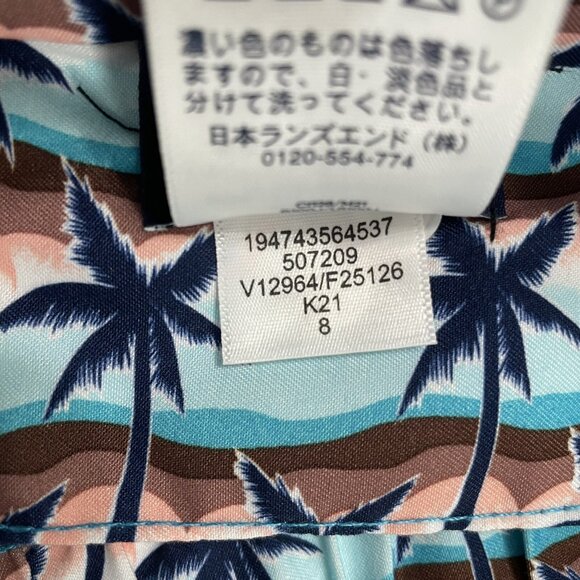 濃い色のものは色落ちし
ますので、白・淡色品と
分けて洗ってください。
日本ランズエンド（株）
0120-554-774
194743564537
507209
V12964/F25126
K21
8